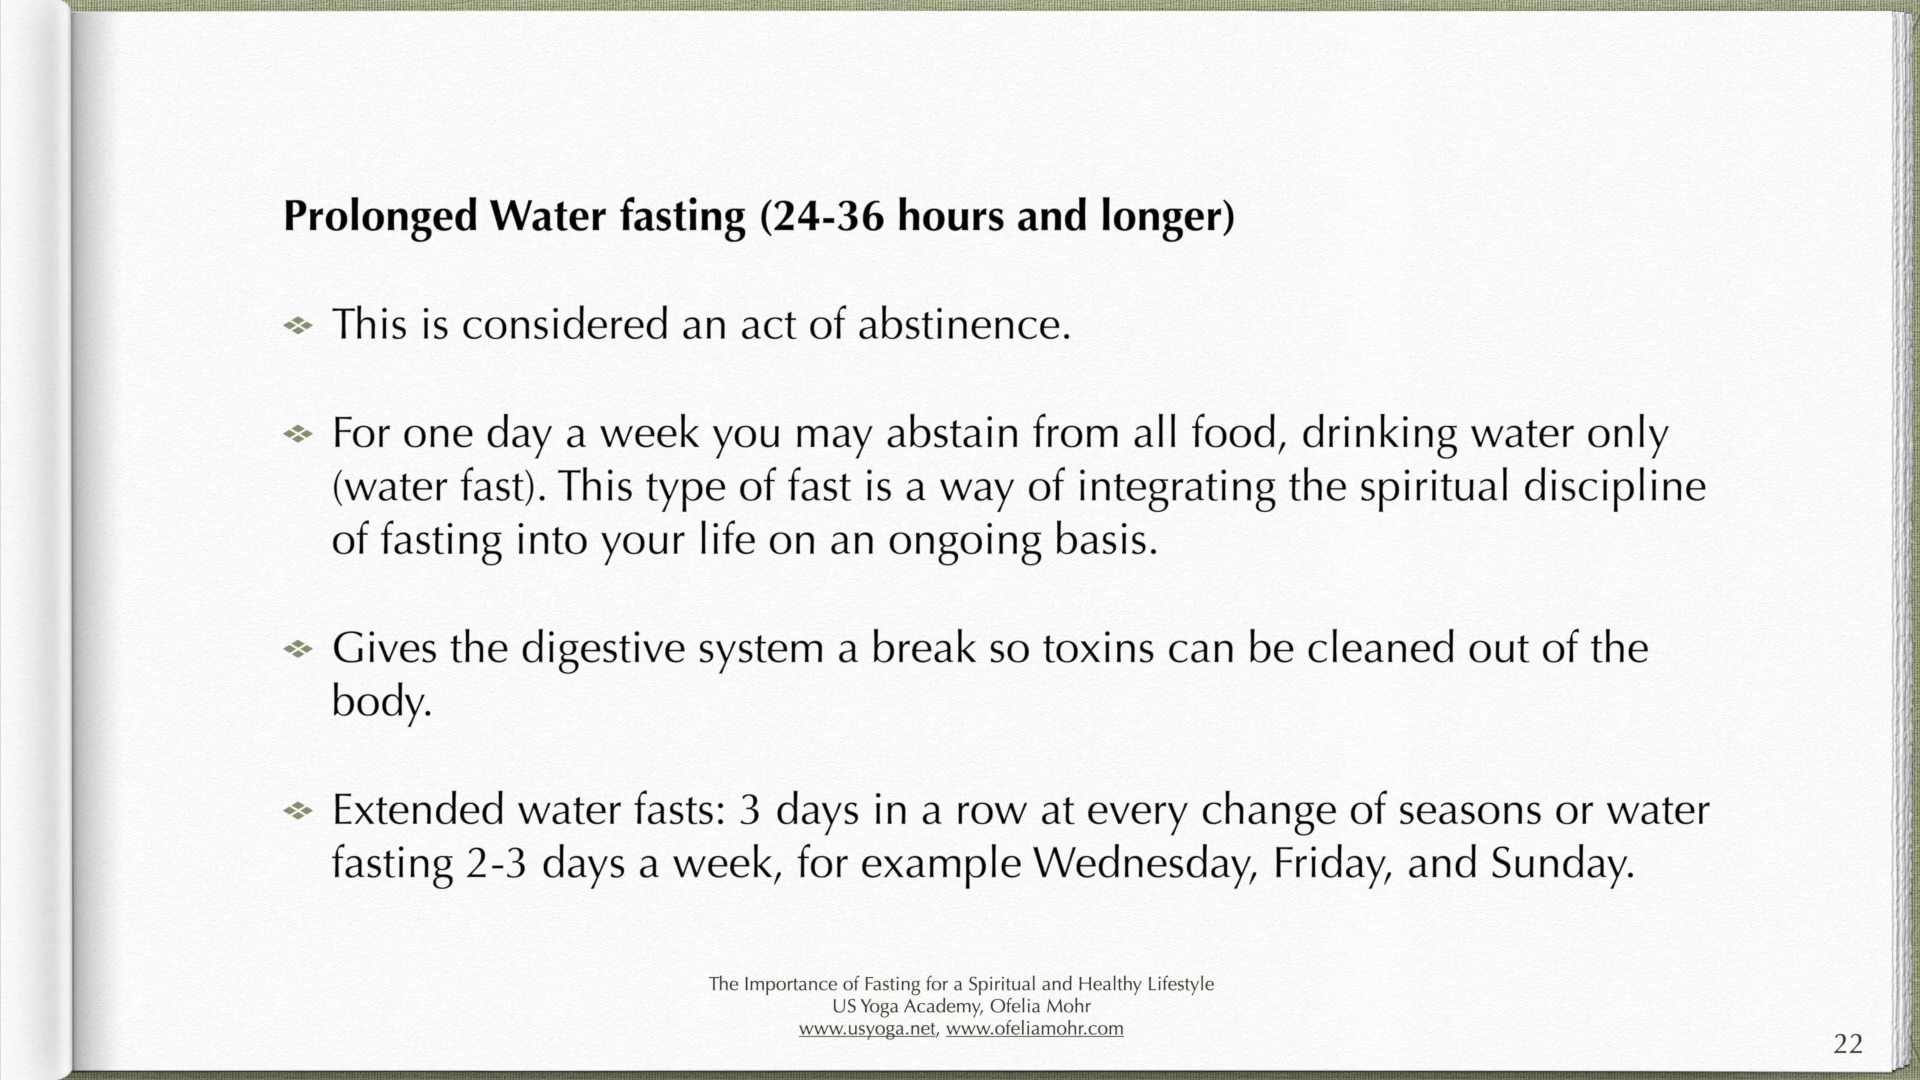 Prolonged Water fasting (24-36 hours and longer)
This is considered an act of abstinence.
For one day a week you may abstain from all food, drinking water only
(water fast). This type of fast is a way of integrating the spiritual discipline
of fasting into your life on an ongoing basis.
Gives the digestive system a break so toxins can be cleaned out of the
body.
Extended water fasts: 3 days in a row at every change of seasons or water
fasting 2-3 days a week, for example Wednesday, Friday, and Sunday.
The Importance of Fasting for a Spiritual and Healthy Lifestyle
US Yoga Academy, Ofelia Mohr
www.usyoga.net, www.ofeliamohr.com
22